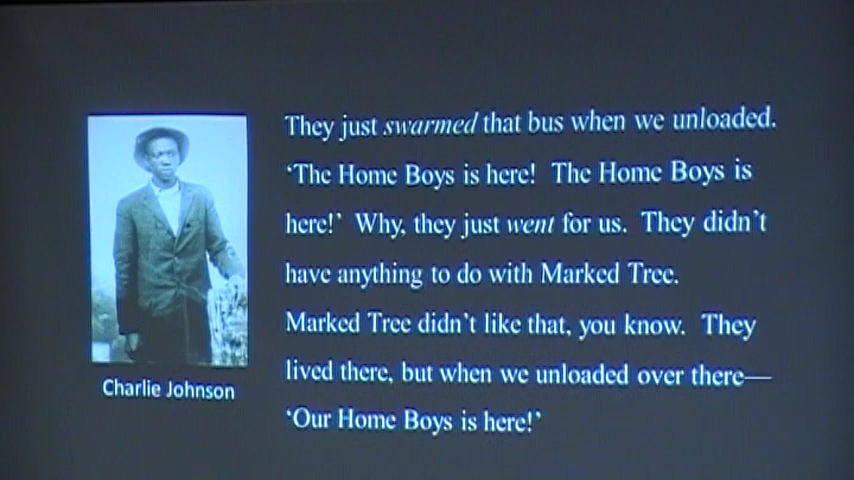 They just swarmed that bus when we unloaded.
‘The Home Boys is here!  The Home Boys is
here!’  Why, they just went for us.  They didn’t
have anything to do with Marked Tree.
Marked Tree didn’t like that, you know.  They
lived there, but when we unloaded over there—
‘Our Home Boys is here!’
Charlie Johnson